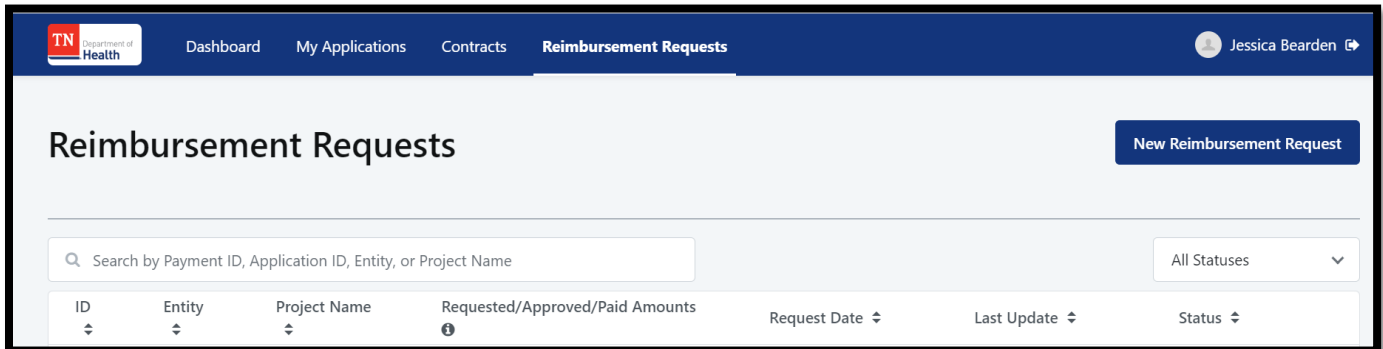 TN Department of
Health
Dashboard My Applications Contracts Reimbursement Requests Jessica Bearden
Reimbursement Requests New Reimbursement Request
Search by Payment ID, Application ID, Entity, or Project Name All Statuses
ID Entity Project Name Requested/Approved/Paid Amounts Request Date Last Update Status